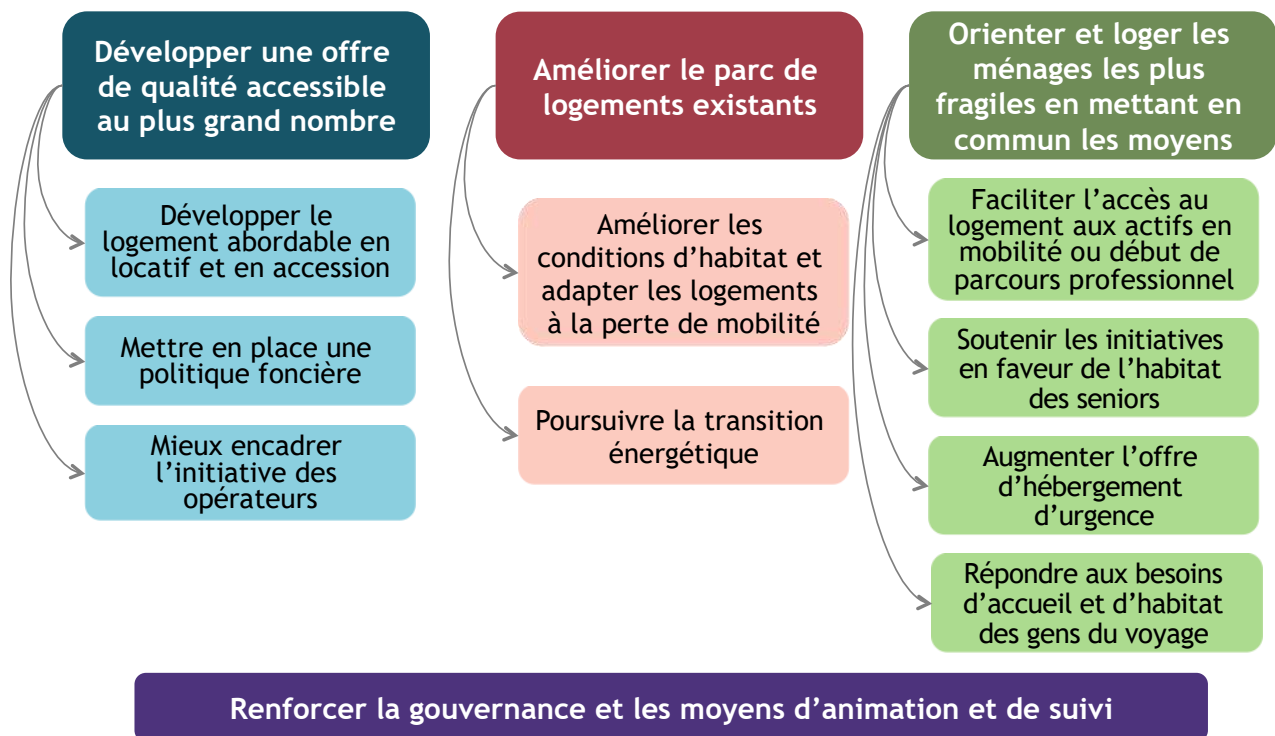 Développer une offre
de qualité accessible
au plus grand nombre
Développer le
logement abordable en
locatif et en accession
Mettre en place une
politique foncière
Mieux encadrer
l’initiative des
opérateurs
Améliorer le parc de
logements existants
Améliorer les
conditions d’habitat et
adapter les logements
à la perte de mobilité
Poursuivre la transition
énergétique
Orienter et loger les
ménages les plus
fragiles en mettant en
commun les moyens
Faciliter l’accès au
logement aux actifs en
mobilité ou début de
parcours professionnel
Soutenir les initiatives
en faveur de l’habitat
des seniors
Augmenter l’offre
d’hébergement
d’urgence
Répondre aux besoins
d’accueil et d’habitat
des gens du voyage
Renforcer la gouvernance et les moyens d’animation et de suivi